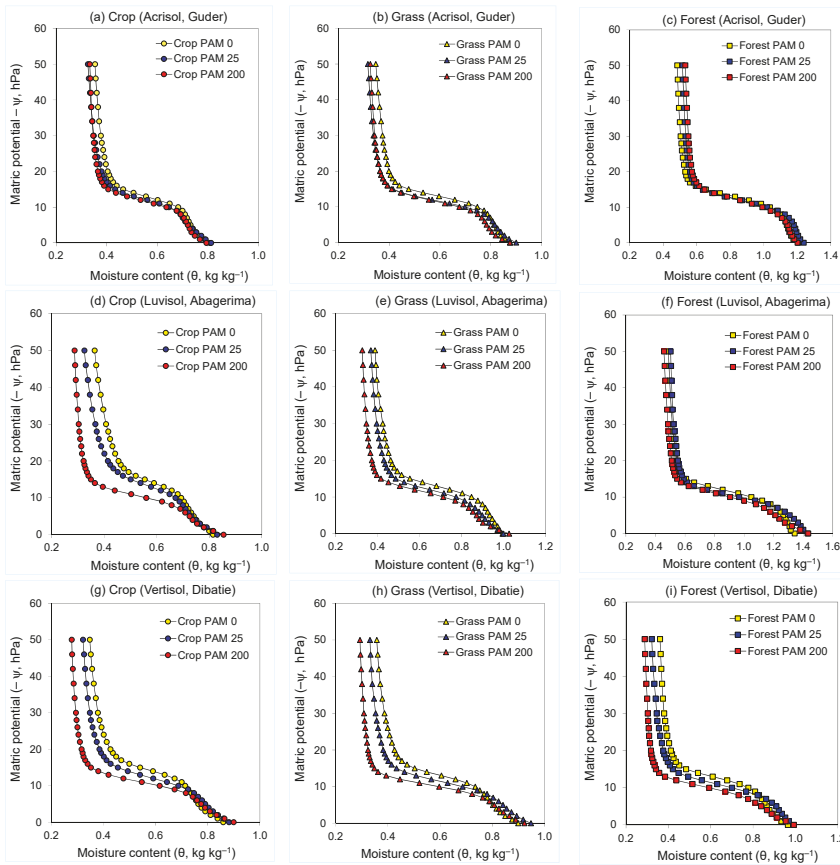 (a) Crop (Acrisol, Guder)
Crop PAM 0
Crop PAM 25
Crop PAM 200
Matric potential (– ψ, hPa)
60
50
40
30
20
10
0
0.2 0.4 0.6 0.8 1.0
Moisture content (θ, kg kg⁻¹)
(b) Grass (Acrisol, Guder)
Grass PAM 0
Grass PAM 25
Grass PAM 200
Matric potential (– ψ, hPa)
60
50
40
30
20
10
0
0.2 0.4 0.6 0.8 1.0
Moisture content (θ, kg kg⁻¹)
(c) Forest (Acrisol, Guder)
Forest PAM 0
Forest PAM 25
Forest PAM 200
Matric potential (– ψ, hPa)
60
50
40
30
20
10
0
0.2 0.4 0.6 0.8 1.0 1.2 1.4
Moisture content (θ, kg kg⁻¹)
(d) Crop (Luvisol, Abagerima)
Crop PAM 0
Crop PAM 25
Crop PAM 200
Matric potential (– ψ, hPa)
60
50
40
30
20
10
0
0.2 0.4 0.6 0.8 1.0
Moisture content (θ, kg kg⁻¹)
(e) Grass (Luvisol, Abagerima)
Grass PAM 0
Grass PAM 25
Grass PAM 200
Matric potential (– ψ, hPa)
60
50
40
30
20
10
0
0.2 0.4 0.6 0.8 1.0 1.2
Moisture content (θ, kg kg⁻¹)
(f) Forest (Luvisol, Abagerima)
Forest PAM 0
Forest PAM 25
Forest PAM 200
Matric potential (– ψ, hPa)
60
50
40
30
20
10
0
0.2 0.4 0.6 0.8 1.0 1.2 1.4 1.6
Moisture content (θ, kg kg⁻¹)
(g) Crop (Vertisol, Dibatie)
Crop PAM 0
Crop PAM 25
Crop PAM 200
Matric potential (– ψ, hPa)
60
50
40
30
20
10
0
0.2 0.4 0.6 0.8 1.0
Moisture content (θ, kg kg⁻¹)
(h) Grass (Vertisol, Dibatie)
Grass PAM 0
Grass PAM 25
Grass PAM 200
Matric potential (–ψ, hPa)
60
50
40
30
20
10
0
0.2 0.4 0.6 0.8 1.0
Moisture content (θ, kg kg⁻¹)
(i) Forest (Vertisol, Dibatie)
Forest PAM 0
Forest PAM 25
Forest PAM 200
Matric potential (– ψ, hPa)
60
50
40
30
20
10
0
0.2 0.4 0.6 0.8 1.0 1.2
Moisture content (θ, kg kg⁻¹)